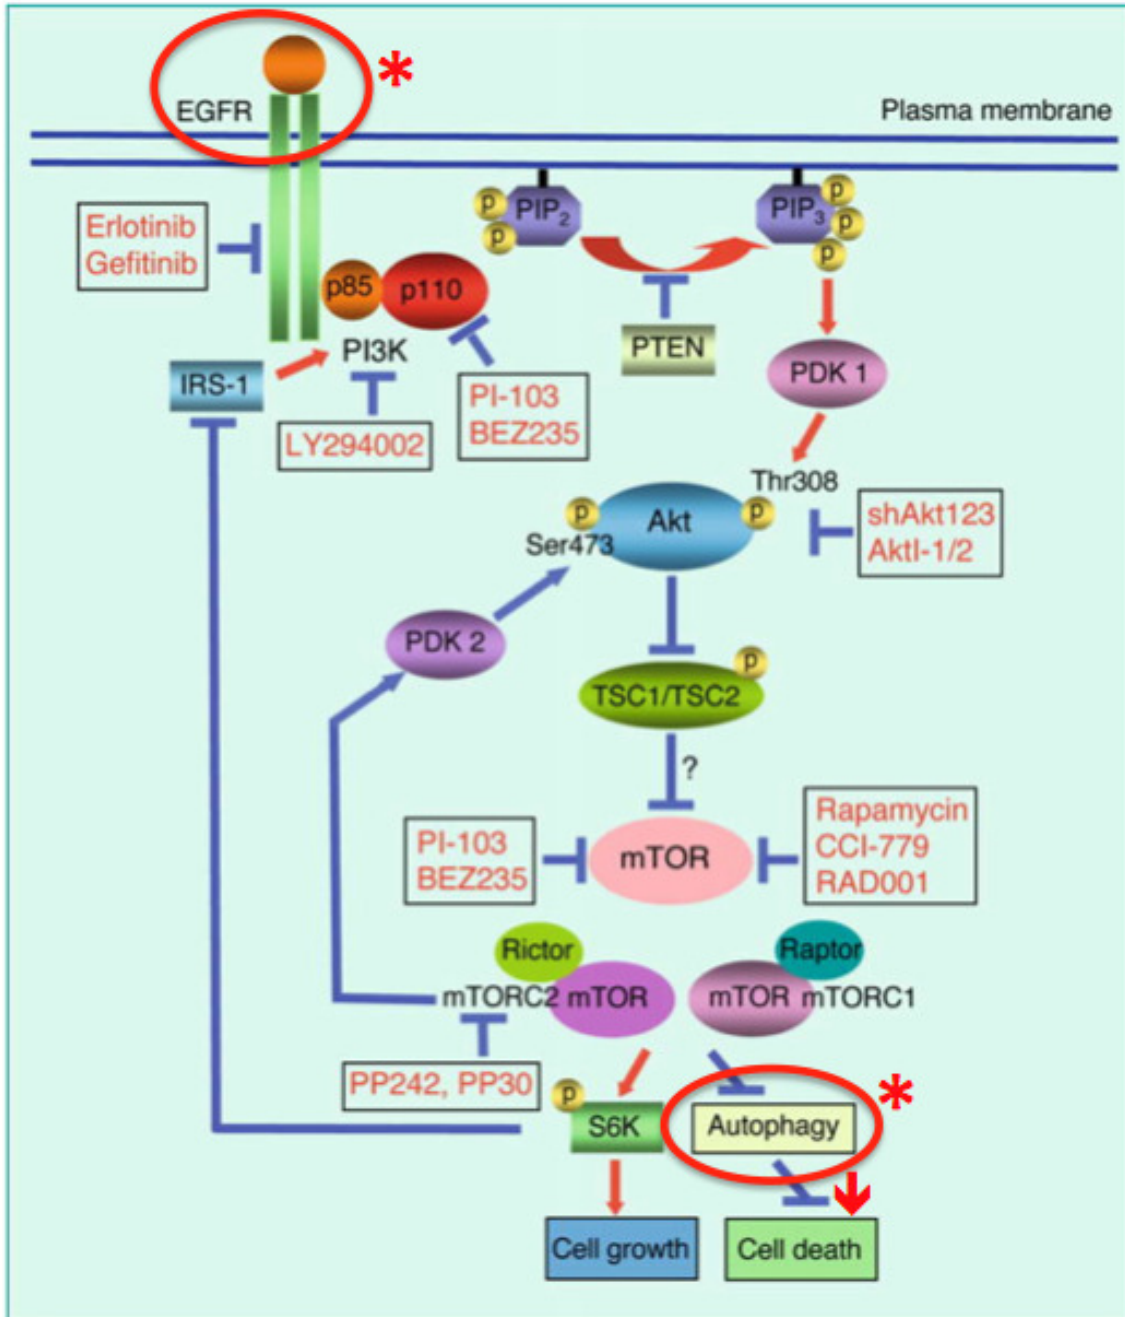 *
EGFR
Plasma membrane
p
p
PIP2
PIP3
p
p
p
Erlotinib
Gefitinib
p85
p110
PI3K
PTEN
PDK 1
IRS-1
LY294002
PI-103
BEZ235
Thr308
p
Akt
p
Ser473
shAkt123
AktI-1/2
PDK 2
p
TSC1/TSC2
?
PI-103
BEZ235
mTOR
Rapamycin
CCI-779
RAD001
Rictor
mTORC2 mTOR
Raptor
mTOR mTORC1
PP242, PP30
p
S6K
Autophagy
*
Cell growth
Cell death